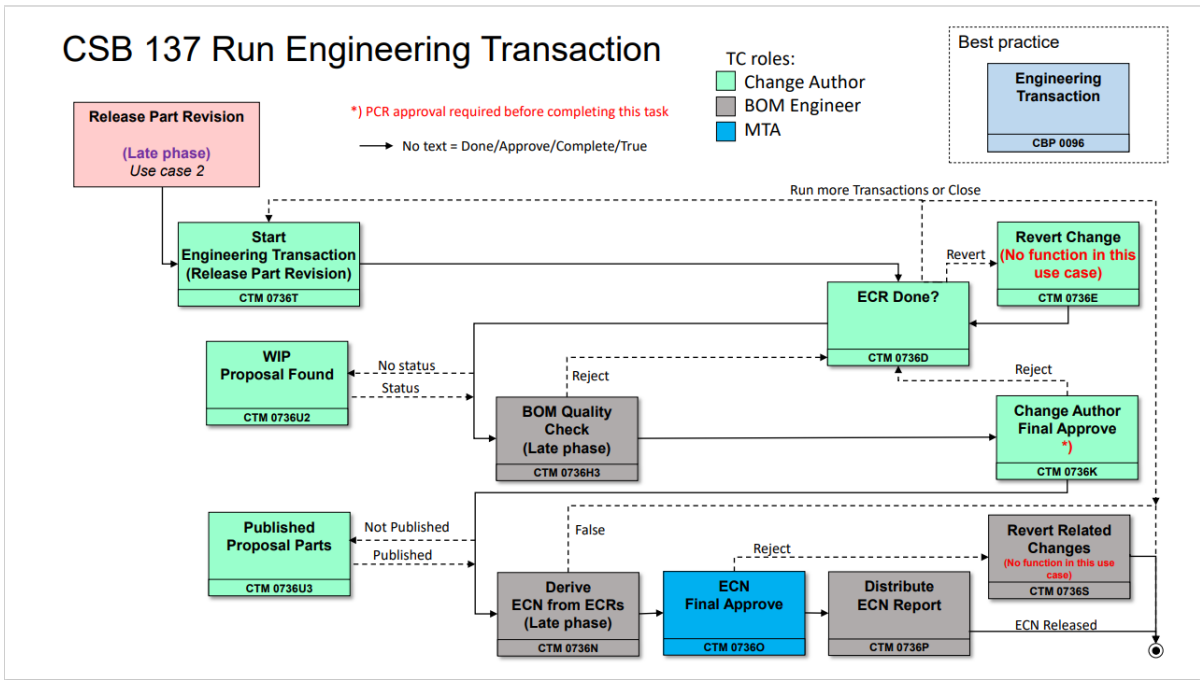 CSB 137 Run Engineering Transaction
TC roles:
Change Author
BOM Engineer
MTA
Best practice
Engineering
Transaction
CBP 0096
Release Part Revision
(Late phase)
Use case 2
*) PCR approval required before completing this task
No text = Done/Approve/Complete/True
Run more Transactions or Close
Start
Engineering Transaction
(Release Part Revision)
CTM 0736T
Revert
Revert Change
(No function in this
use case)
CTM 0736E
ECR Done?
CTM 0736D
WIP
Proposal Found
CTM 0736U2
No status
Status
Reject
BOM Quality
Check
(Late phase)
CTM 0736H3
Reject
Change Author
Final Approve
*)
CTM 0736K
Published
Proposal Parts
CTM 0736U3
Not Published
Published
False
Derive
ECN from ECRs
(Late phase)
CTM 0736N
Reject
ECN
Final Approve
CTM 0736O
Distribute
ECN Report
CTM 0736P
Revert Related
Changes
(No function in this use
case)
CTM 0736S
ECN Released